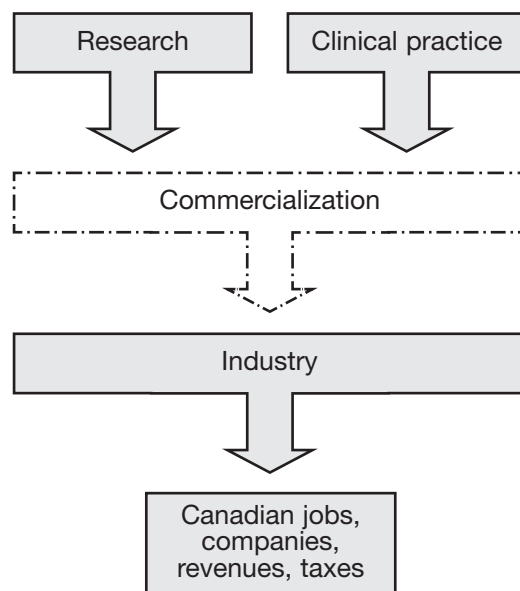 Research
Clinical practice
Commercialization
Industry
Canadian jobs,
companies,
revenues, taxes